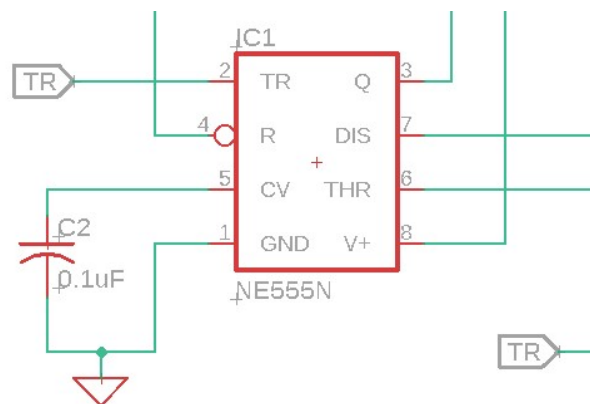 IC1
TR
2
TR
Q
3
4
R
DIS
7
5
CV
THR
6
C2
1
GND
V+
8
0.1uF
NE555N
TR